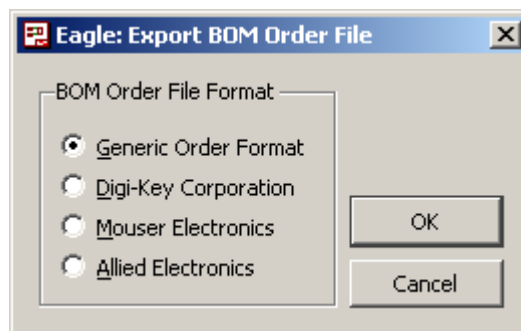 Eagle: Export BOM Order File
BOM Order File Format
Generic Order Format
Digi-Key Corporation
Mouser Electronics
Allied Electronics
OK
Cancel